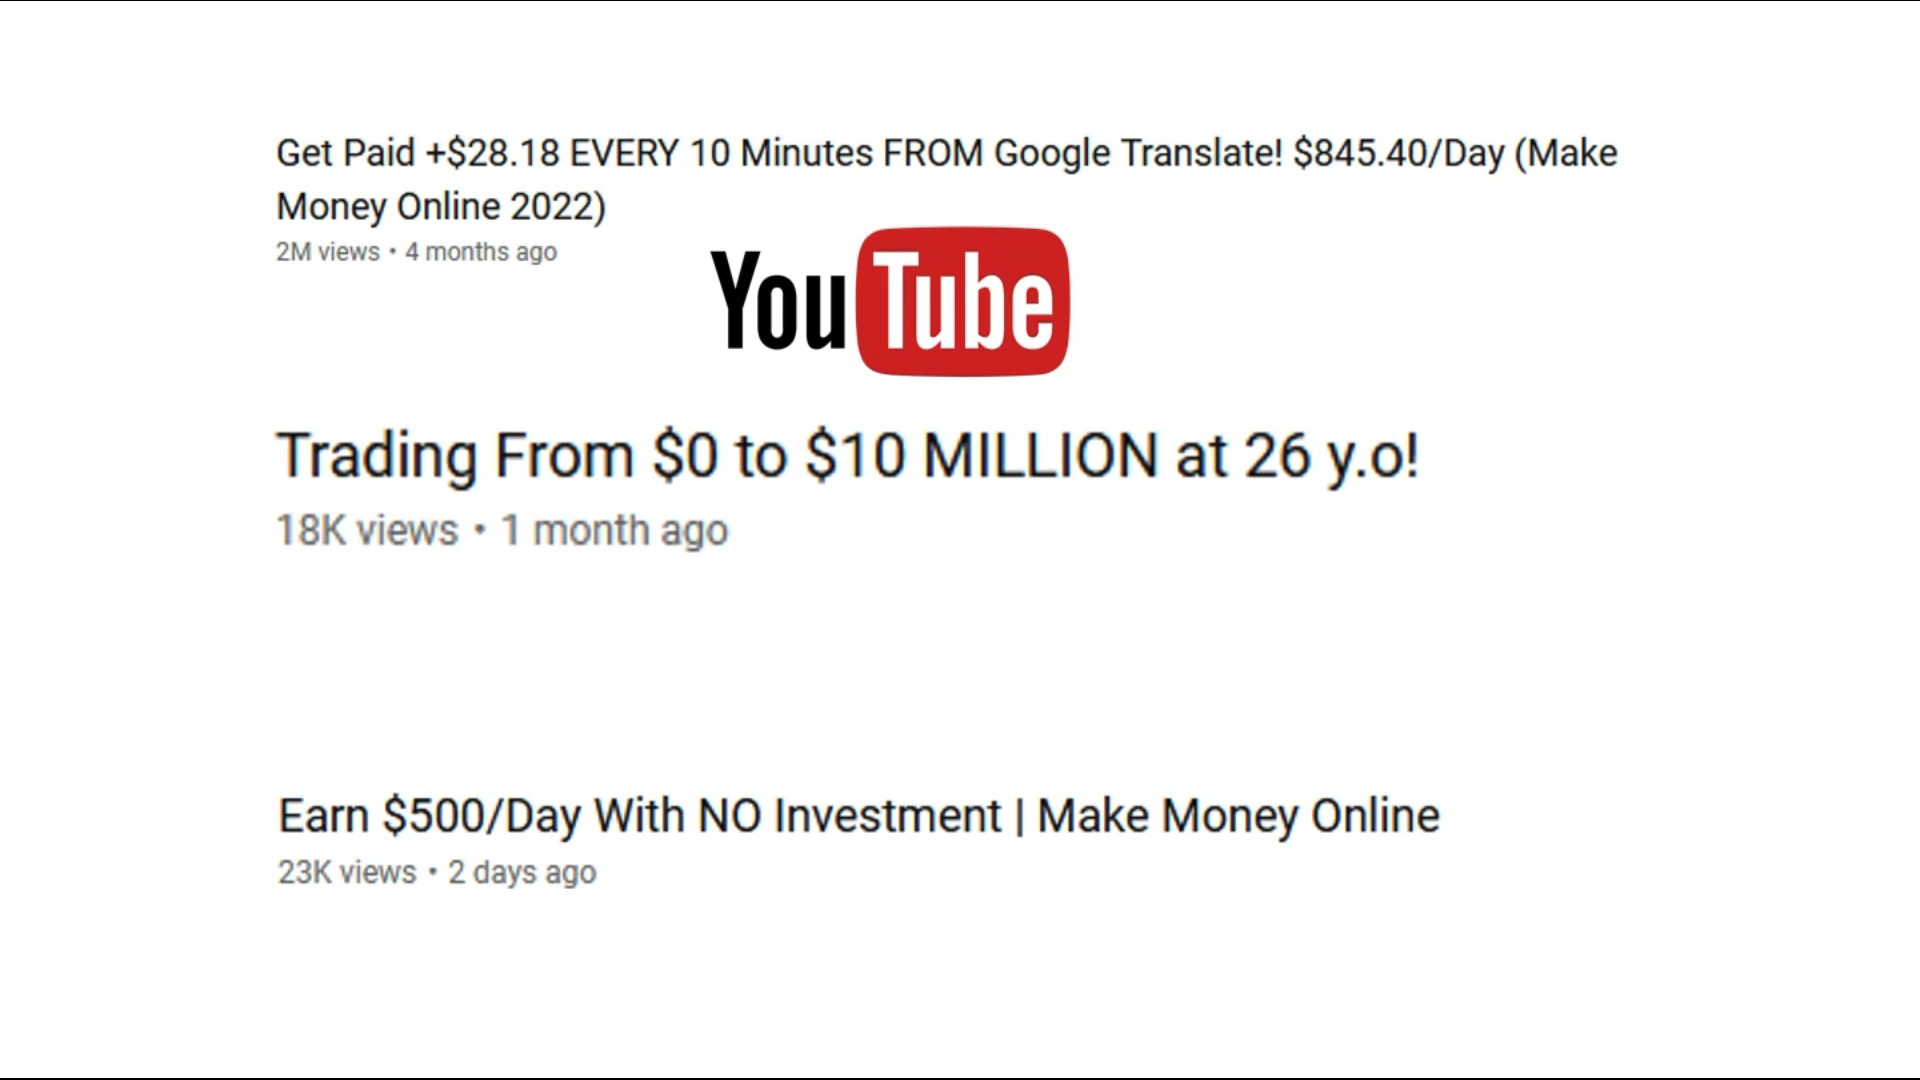 Get Paid +$28.18 EVERY 10 Minutes FROM Google Translate! $845.40/Day (Make
Money Online 2022)
2M views • 4 months ago
YouTube
Trading From $0 to $10 MILLION at 26 y.o!
18K views • 1 month ago
Earn $500/Day With NO Investment | Make Money Online
23K views • 2 days ago